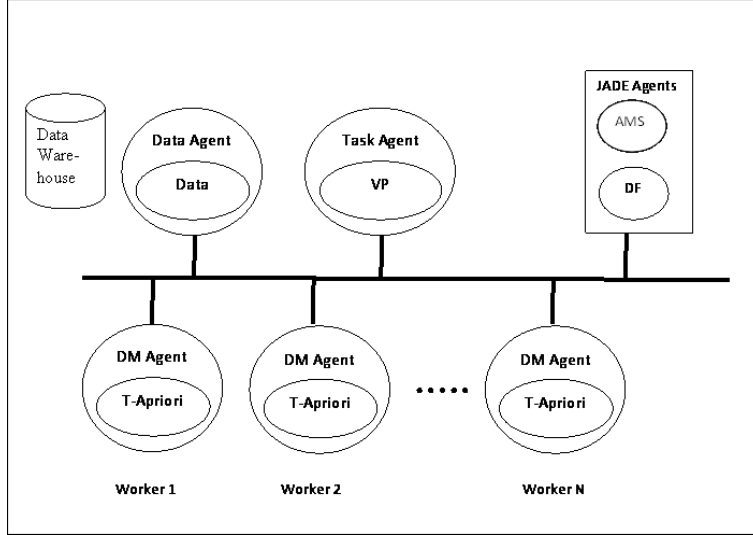 JADE Agents
AMS
DF
Data
Ware-
house
Data Agent
Data
Task Agent
VP
DM Agent
T-Apriori
DM Agent
T-Apriori
DM Agent
T-Apriori
Worker 1
Worker 2
Worker N